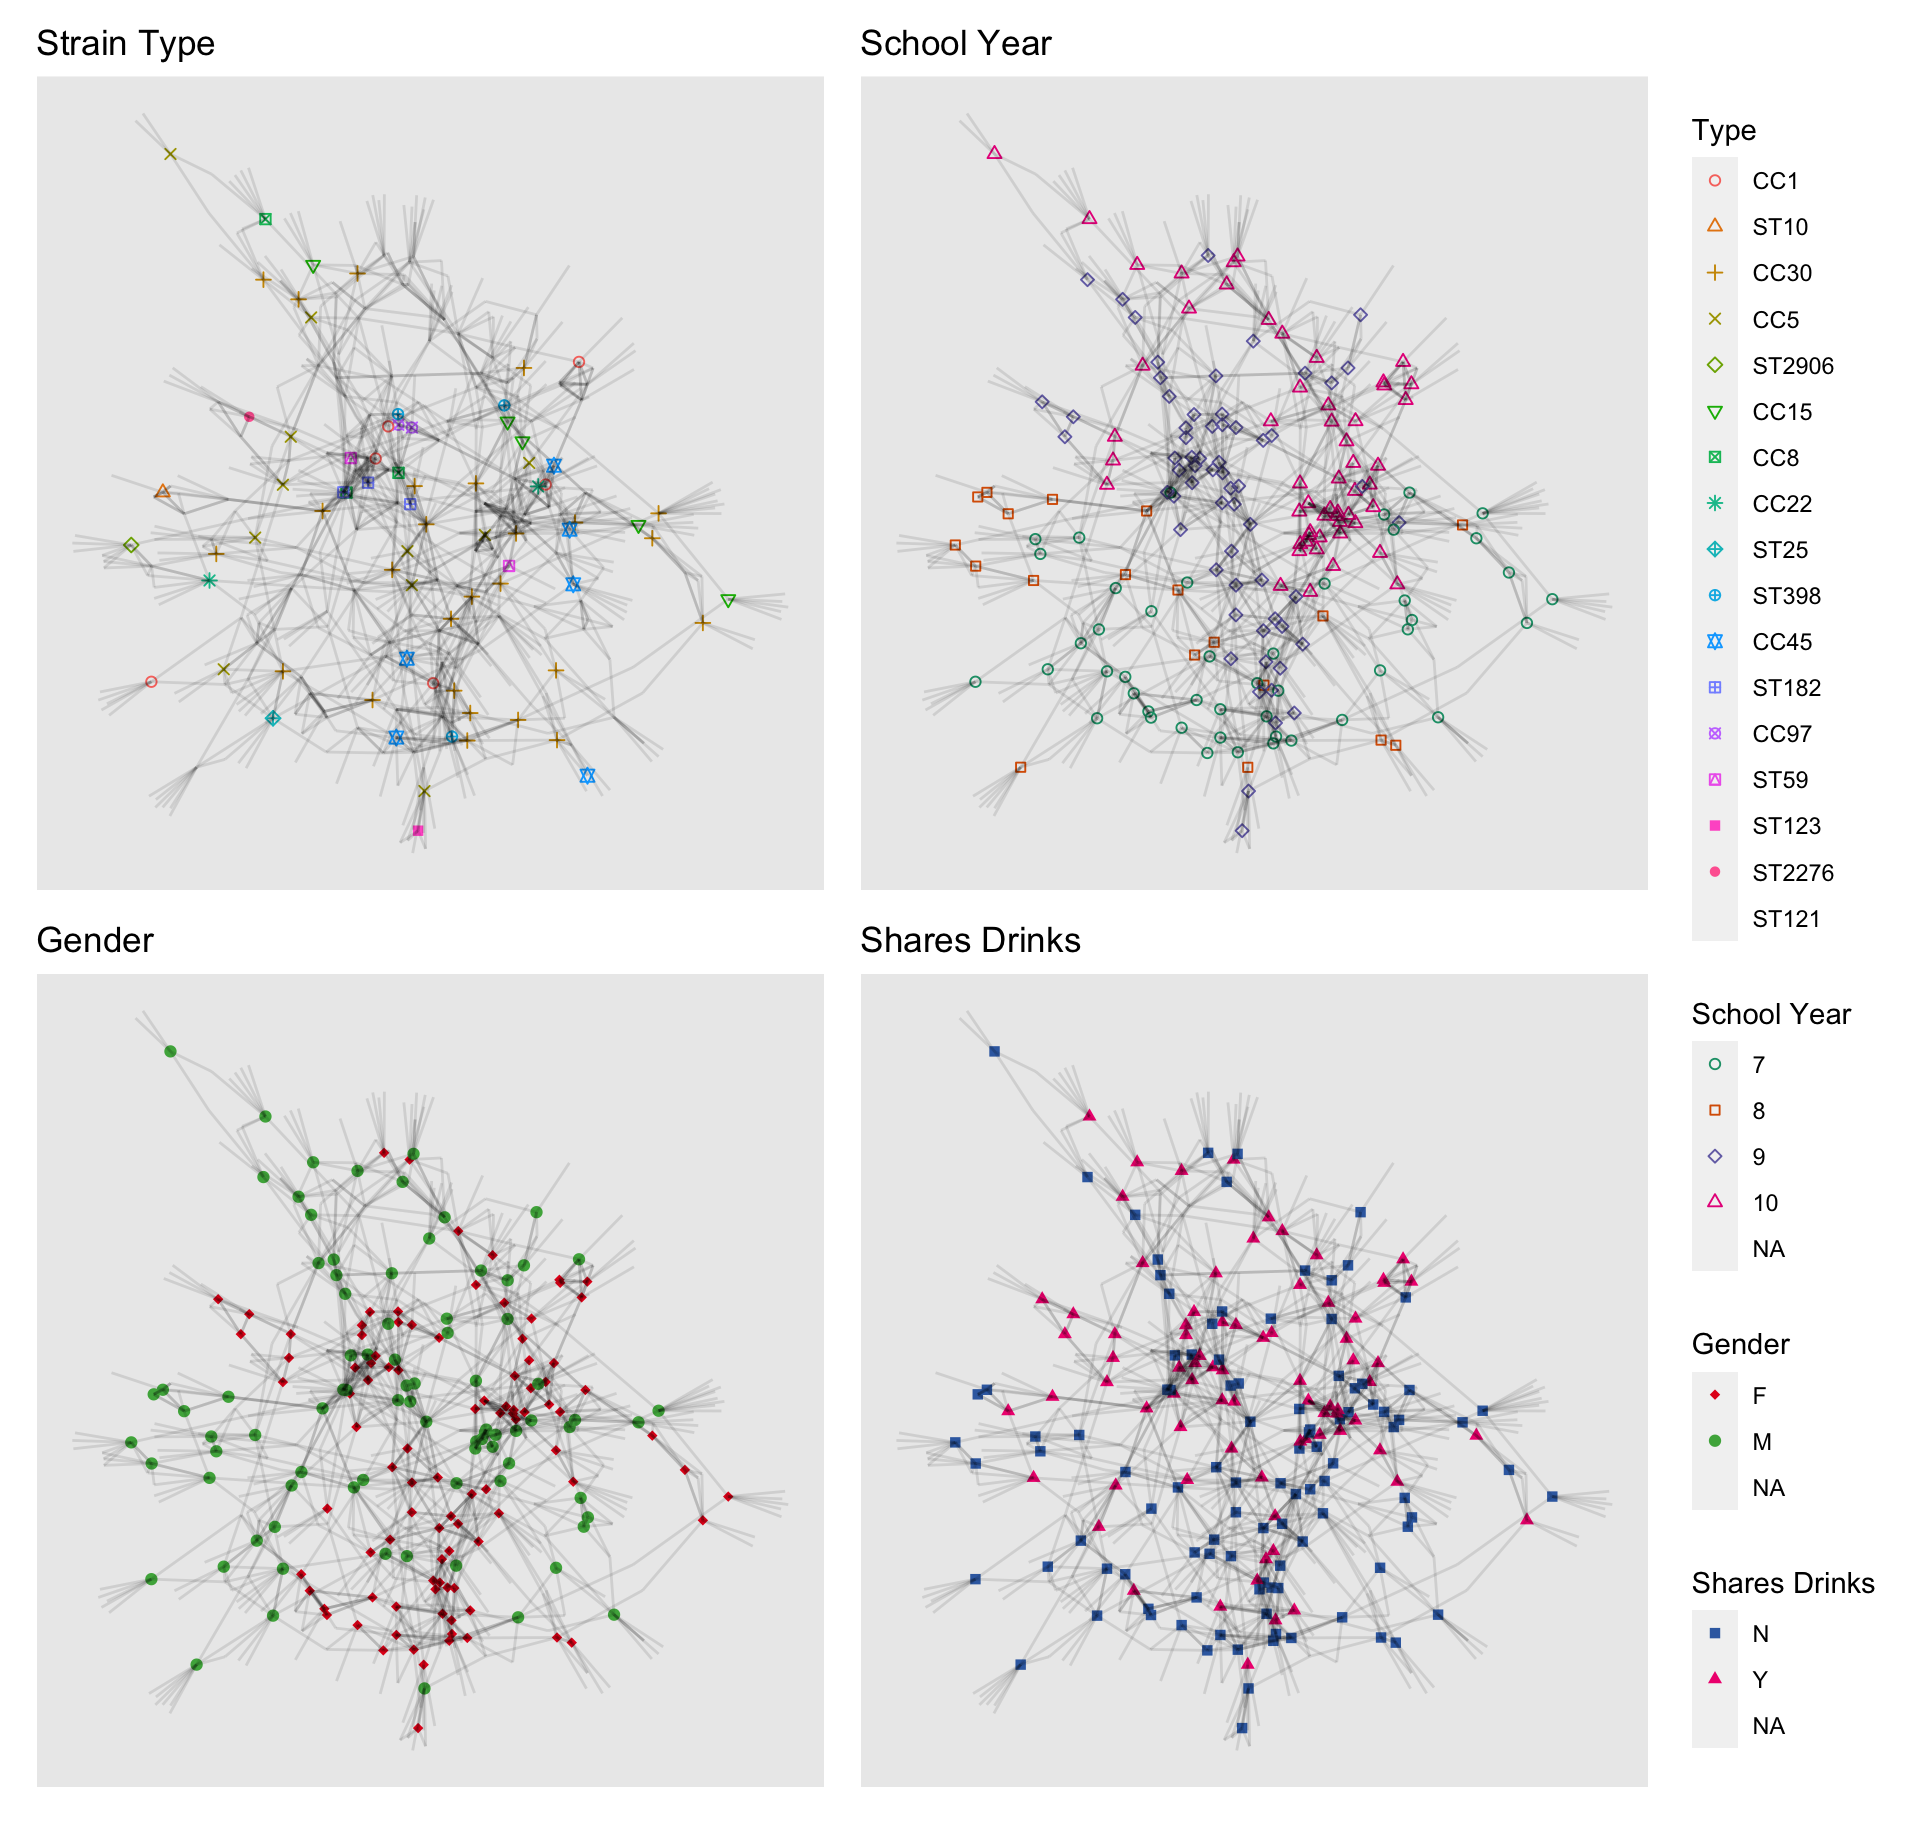 Strain Type
School Year
Type
CC1
ST10
CC30
CC5
ST2906
CC15
CC8
CC22
ST25
ST398
CC45
ST182
CC97
ST59
ST123
ST2276
ST121
Gender
Shares Drinks
School Year
7
8
9
10
NA
Gender
F
M
NA
Shares Drinks
N
Y
NA